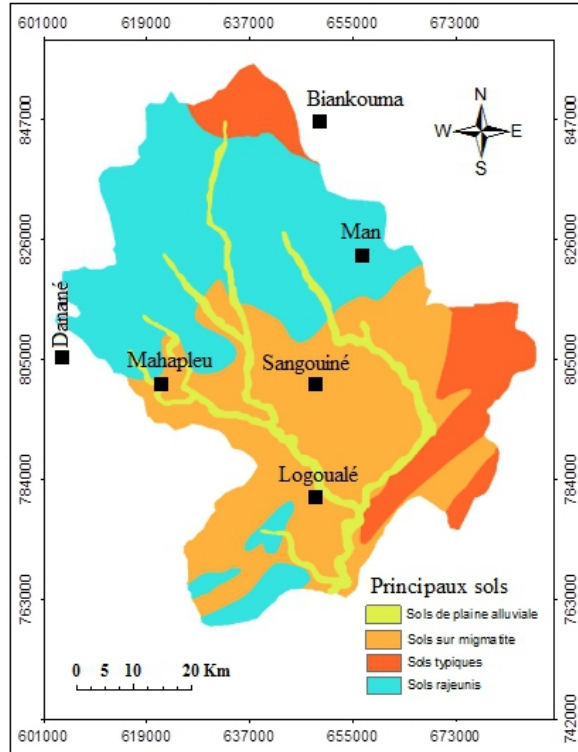 601000 619000 637000 655000 673000
847000 847000
Biankouma
N
W E
S
826000 826000
Man
Danané
805000 805000
Mahapleu Sangouiné
784000 784000
Logoualé
763000 763000
Principaux sols
Sols de plaine alluviale
Sols sur migmatite
Sols typiques
Sols rajeunis
0 5 10 20 Km
742000
601000 619000 637000 655000 673000